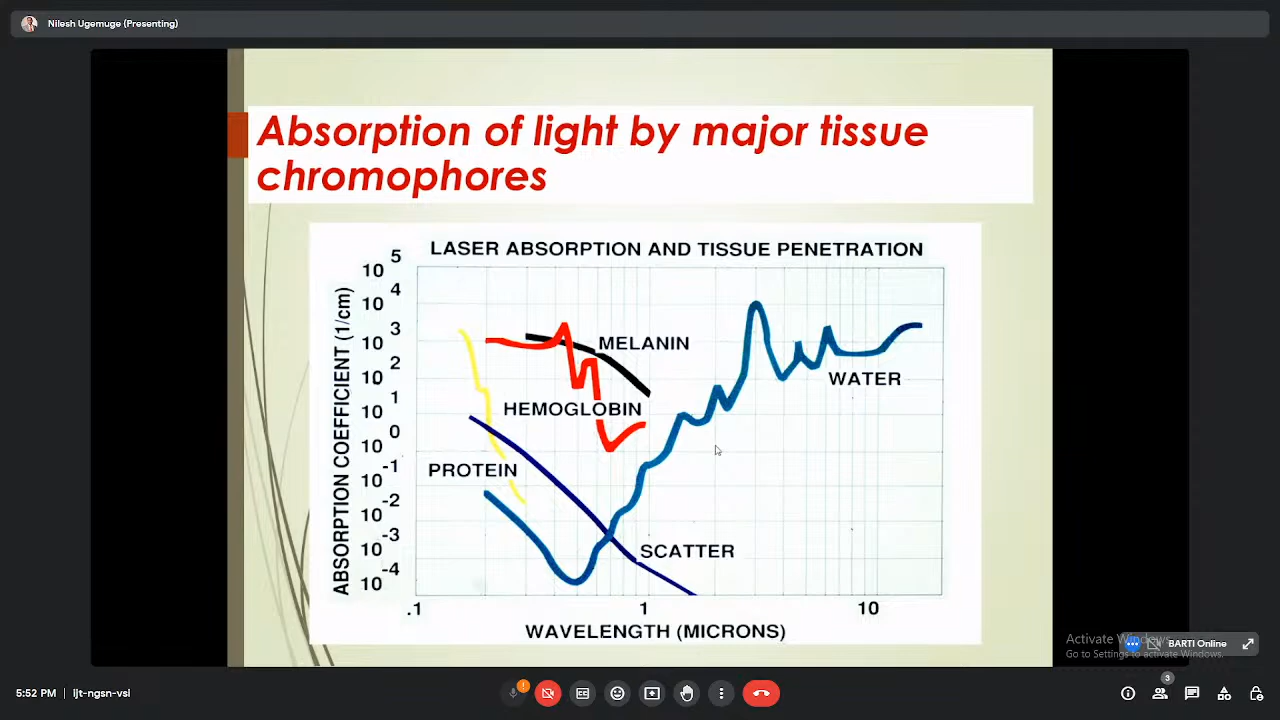 Nilesh Ugemuge (Presenting)
Absorption of light by major tissue
chromophores
LASER ABSORPTION AND TISSUE PENETRATION
ABSORPTION COEFFICIENT (1/cm)
10 5
10 4
10 3
10 2
10 1
10 0
10 -1
10 -2
10 -3
10 -4
MELANIN
WATER
HEMOGLOBIN
PROTEIN
SCATTER
.1
1
10
WAVELENGTH (MICRONS)
Activate Windows
Go to Settings to activate Windows.
BARTI Online
5:52 PM | ljt-ngsn-vsi
3